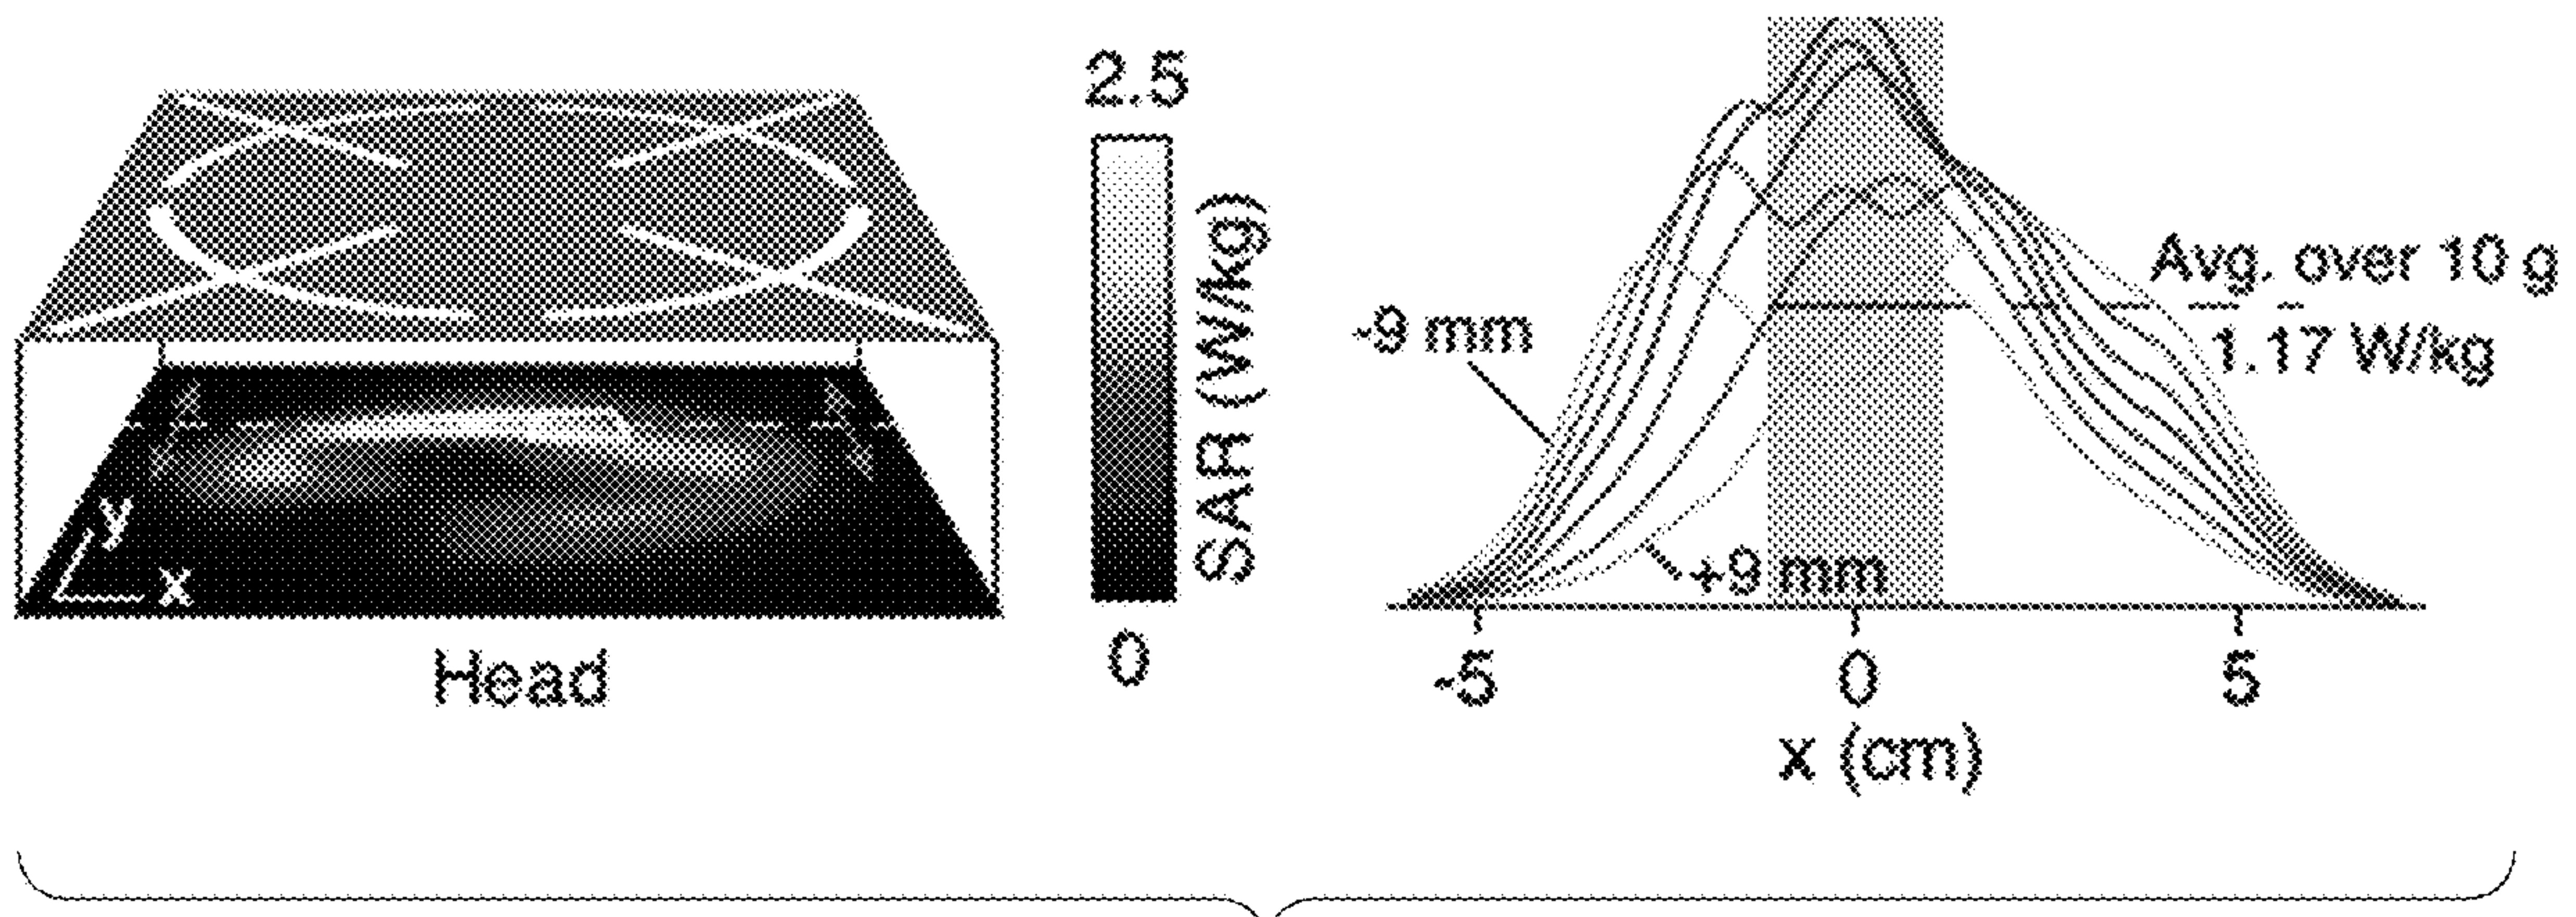 y
x
Head
2.5
0
SAR (W/kg)
-9 mm
+9 mm
Avg. over 10 g
1.17 W/kg
-5
0
5
x (cm)